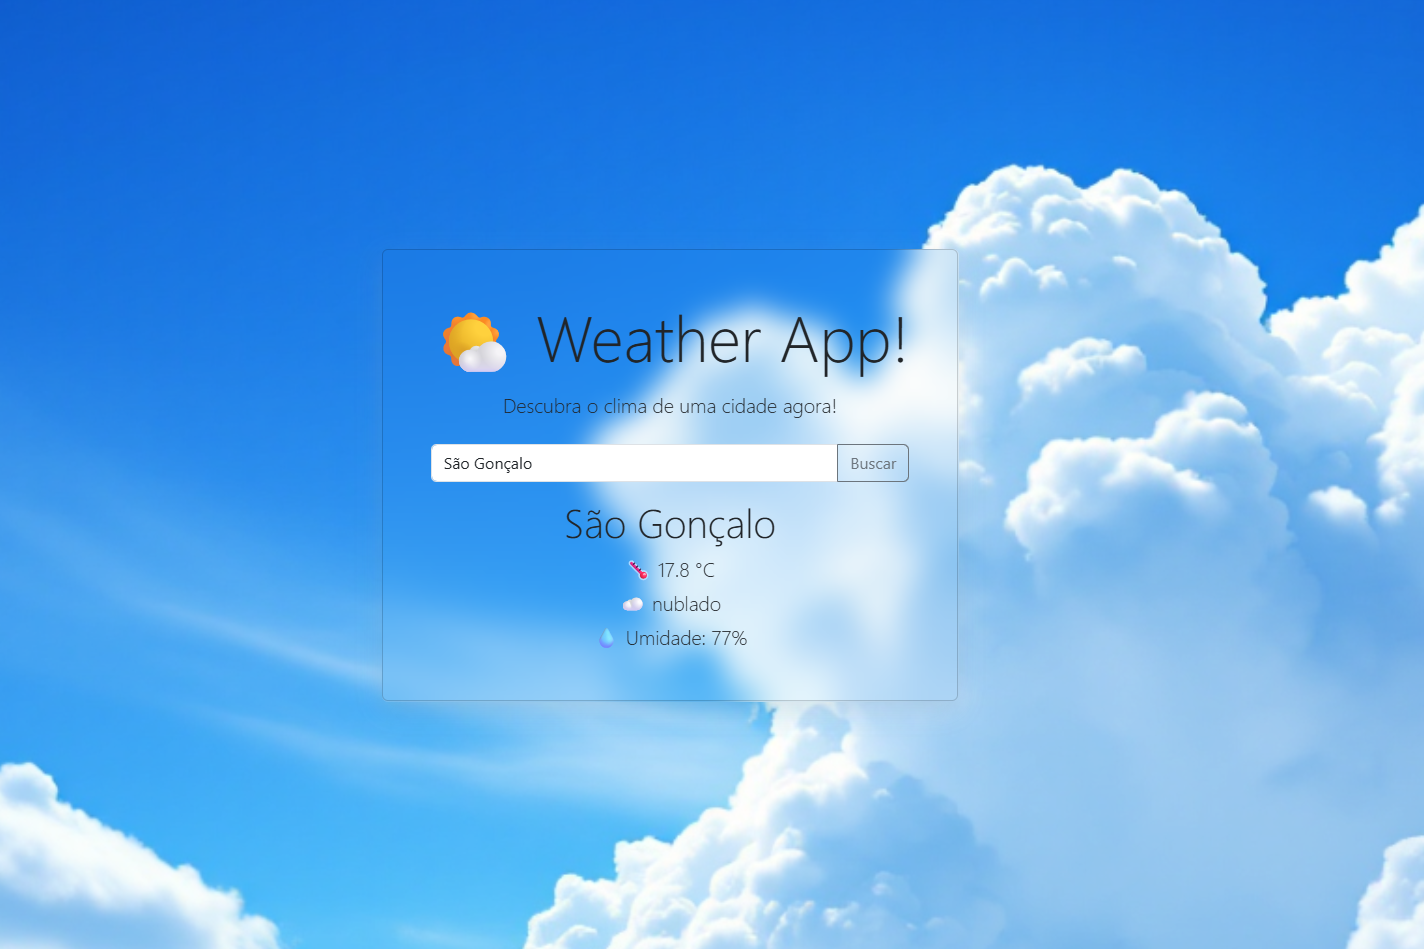 Weather App!
Descubra o clima de uma cidade agora!
São Gonçalo Buscar
São Gonçalo
17.8 °C
nublado
Umidade: 77%